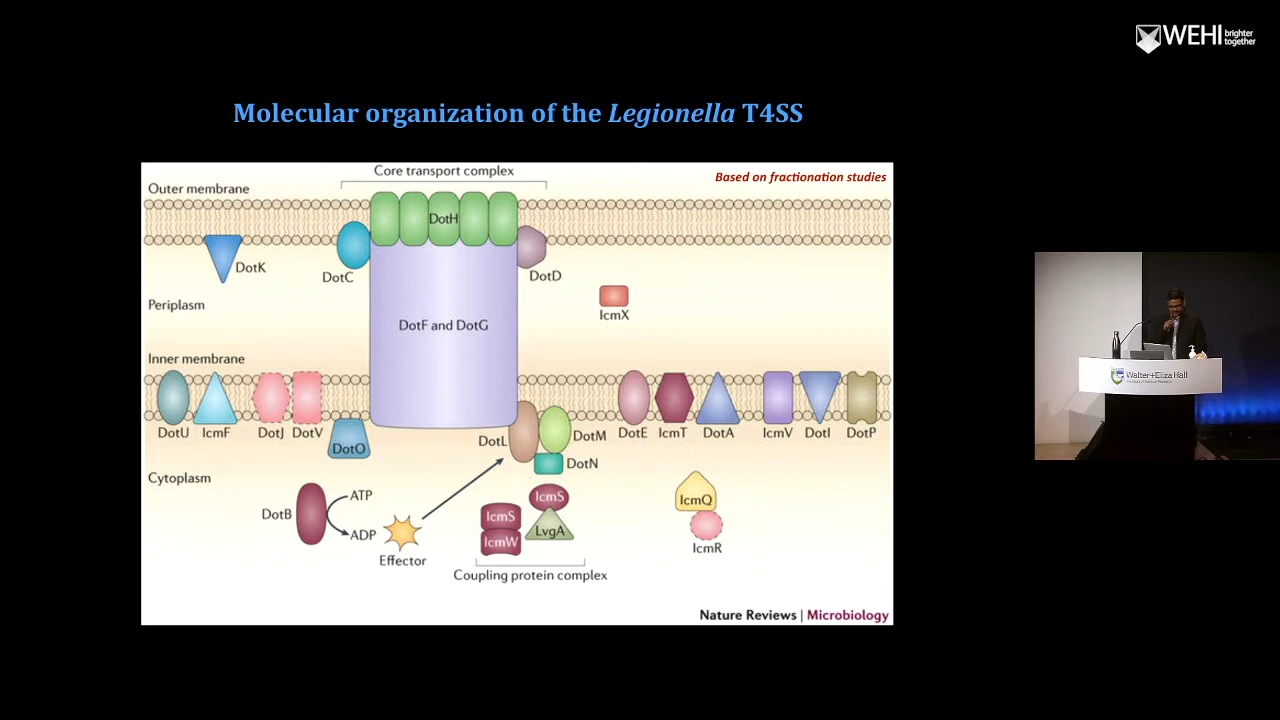 WEHI brighter together
Molecular organization of the Legionella T4SS
Core transport complex
Based on fractionation studies
Outer membrane
DotH
DotK
DotC
DotD
Periplasm
IcmX
DotF and DotG
Inner membrane
DotU
IcmF
DotJ
DotV
DotO
DotL
DotM
DotN
DotE
IcmT
DotA
IcmV
DotI
DotP
Cytoplasm
DotB
ATP
ADP
Effector
IcmS
IcmW
IcmS
LvgA
Coupling protein complex
IcmQ
IcmR
Nature Reviews | Microbiology
Walter+Eliza Hall